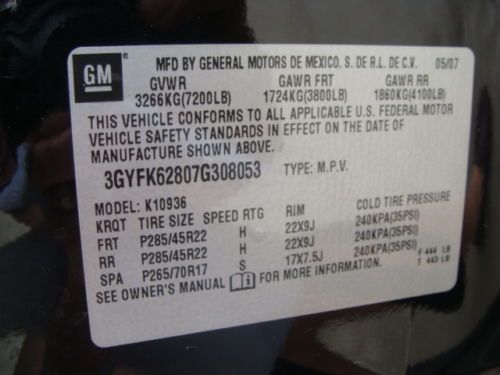 GM
MFD BY GENERAL MOTORS DE MEXICO, S. DE R.L. DE C.V. 05/07
GVWR GAWR FRT GAWR RR
3266KG(7200LB) 1724KG(3800LB) 1860KG(4100LB)
THIS VEHICLE CONFORMS TO ALL APPLICABLE U.S. FEDERAL MOTOR
VEHICLE SAFETY STANDARDS IN EFFECT ON THE DATE OF
MANUFACTURE SHOWN ABOVE.
3GYFK62807G308053 TYPE: M.P.V.
MODEL: K10936
KRQT TIRE SIZE SPEED RTG RIM COLD TIRE PRESSURE
FRT P285/45R22 H 22X9J 240KPA(35PSI)
RR P285/45R22 H 22X9J 240KPA(35PSI)
SPA P265/70R17 S 17X7.5J 240KPA(35PSI)
F 444 LB
T 443 LB
SEE OWNER'S MANUAL FOR MORE INFORMATION.